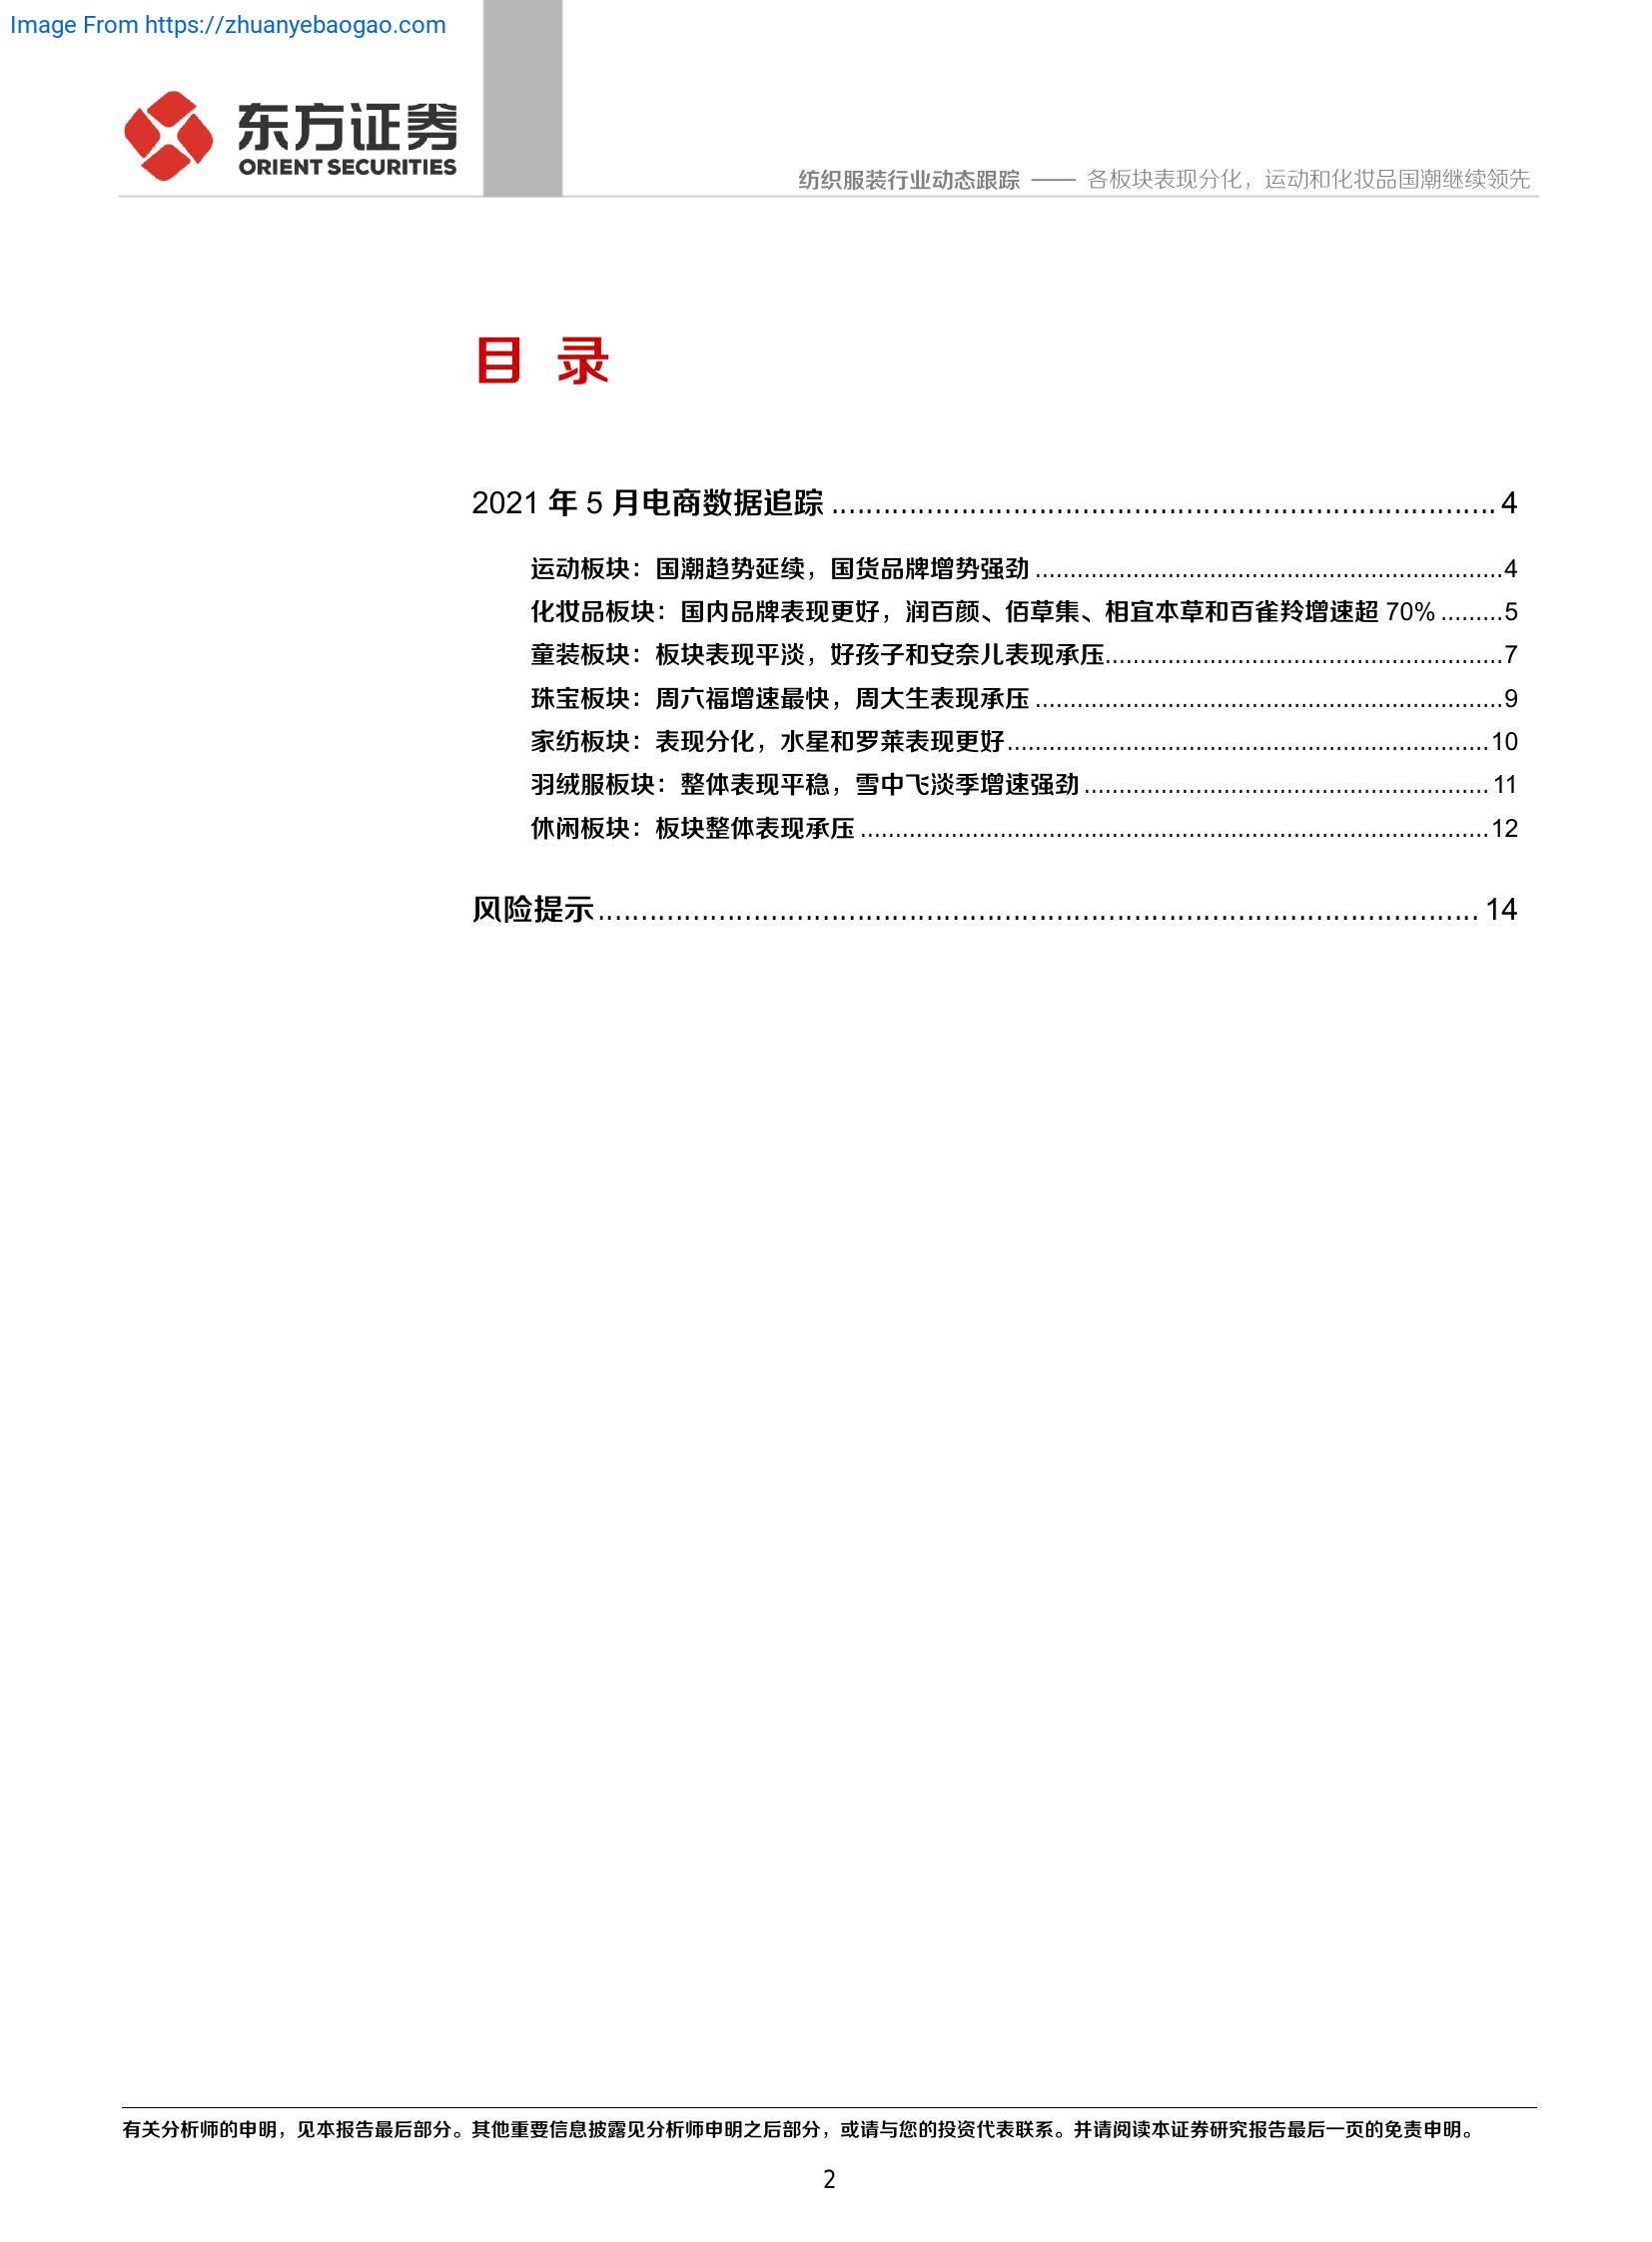 Image From https://zhuanyebaogao.com
东方证券
ORIENT SECURITIES
纺织服装行业动态跟踪 —— 各板块表现分化，运动和化妆品国潮继续领先
目 录
2021 年 5 月电商数据追踪 ............................................................................ 4
运动板块：国潮趋势延续，国货品牌增势强劲 ....................................................................4
化妆品板块：国内品牌表现更好，润百颜、佰草集、相宜本草和百雀羚增速超 70% .........5
童装板块：板块表现平淡，好孩子和安奈儿表现承压.........................................................7
珠宝板块：周六福增速最快，周大生表现承压 ....................................................................9
家纺板块：表现分化，水星和罗莱表现更好......................................................................10
羽绒服板块：整体表现平稳，雪中飞淡季增速强劲 ........................................................... 11
休闲板块：板块整体表现承压 ...........................................................................................12
风险提示..................................................................................................... 14
有关分析师的申明，见本报告最后部分。其他重要信息披露见分析师申明之后部分，或请与您的投资代表联系。并请阅读本证券研究报告最后一页的免责申明。
2